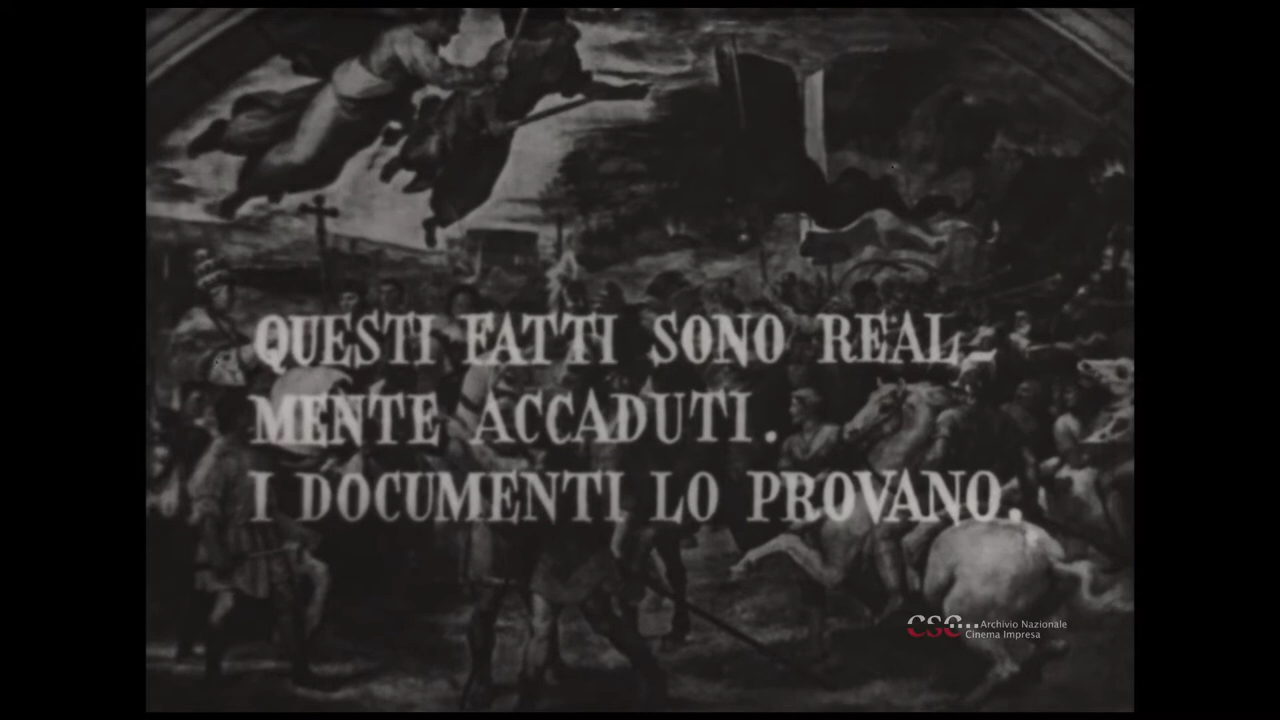 QUESTI FATTI SONO REAL-
MENTE ACCADUTI.
I DOCUMENTI LO PROVANO.
CSC... Archivio Nazionale
Cinema Impresa